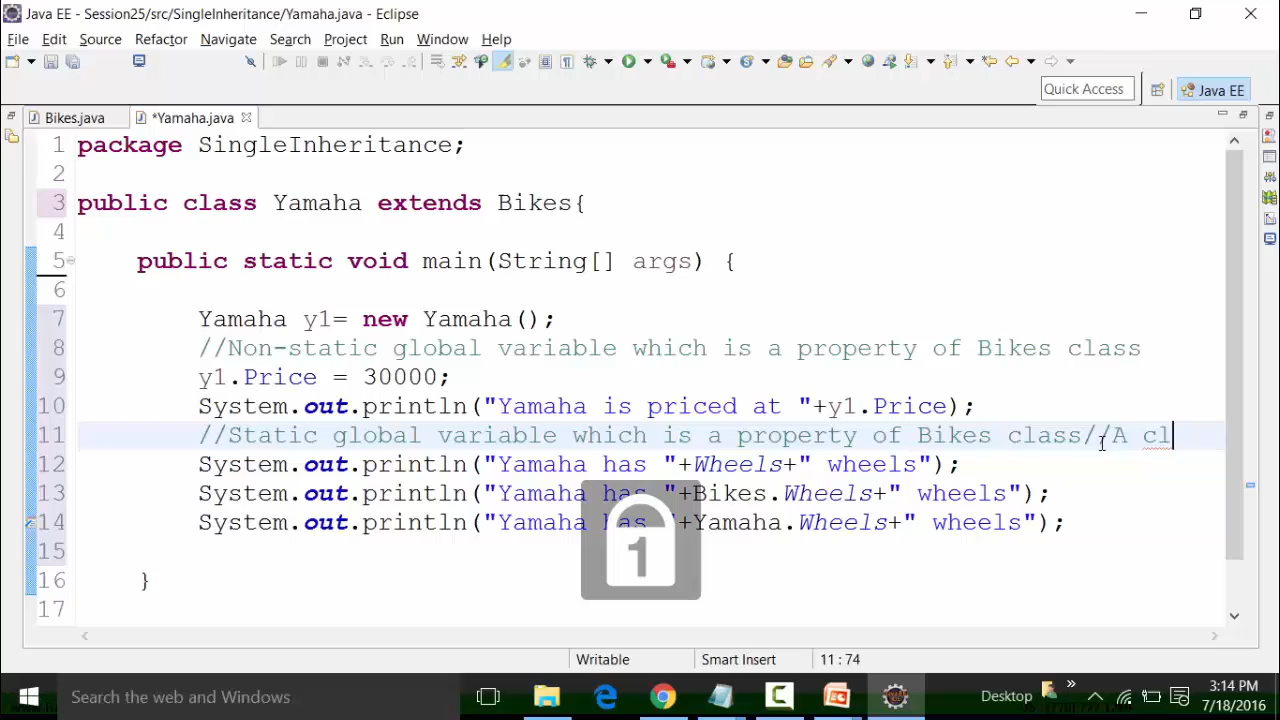 Java EE - Session25/src/SingleInheritance/Yamaha.java - Eclipse
File Edit Source Refactor Navigate Search Project Run Window Help
Quick Access Java EE
Bikes.java *Yamaha.java
1 package SingleInheritance;
2
3 public class Yamaha extends Bikes{
4
5 public static void main(String[] args) {
6
7 Yamaha y1= new Yamaha();
8 //Non-static global variable which is a property of Bikes class
9 y1.Price = 30000;
10 System.out.println("Yamaha is priced at "+y1.Price);
11 //Static global variable which is a property of Bikes class//A cl
12 System.out.println("Yamaha has "+Wheels+" wheels");
13 System.out.println("Yamaha has "+Bikes.Wheels+" wheels");
14 System.out.println("Yamaha has "+Yamaha.Wheels+" wheels");
15
16 }
17
1
Writable Smart Insert 11 : 74
Search the web and Windows Desktop 3:14 PM
7/18/2016